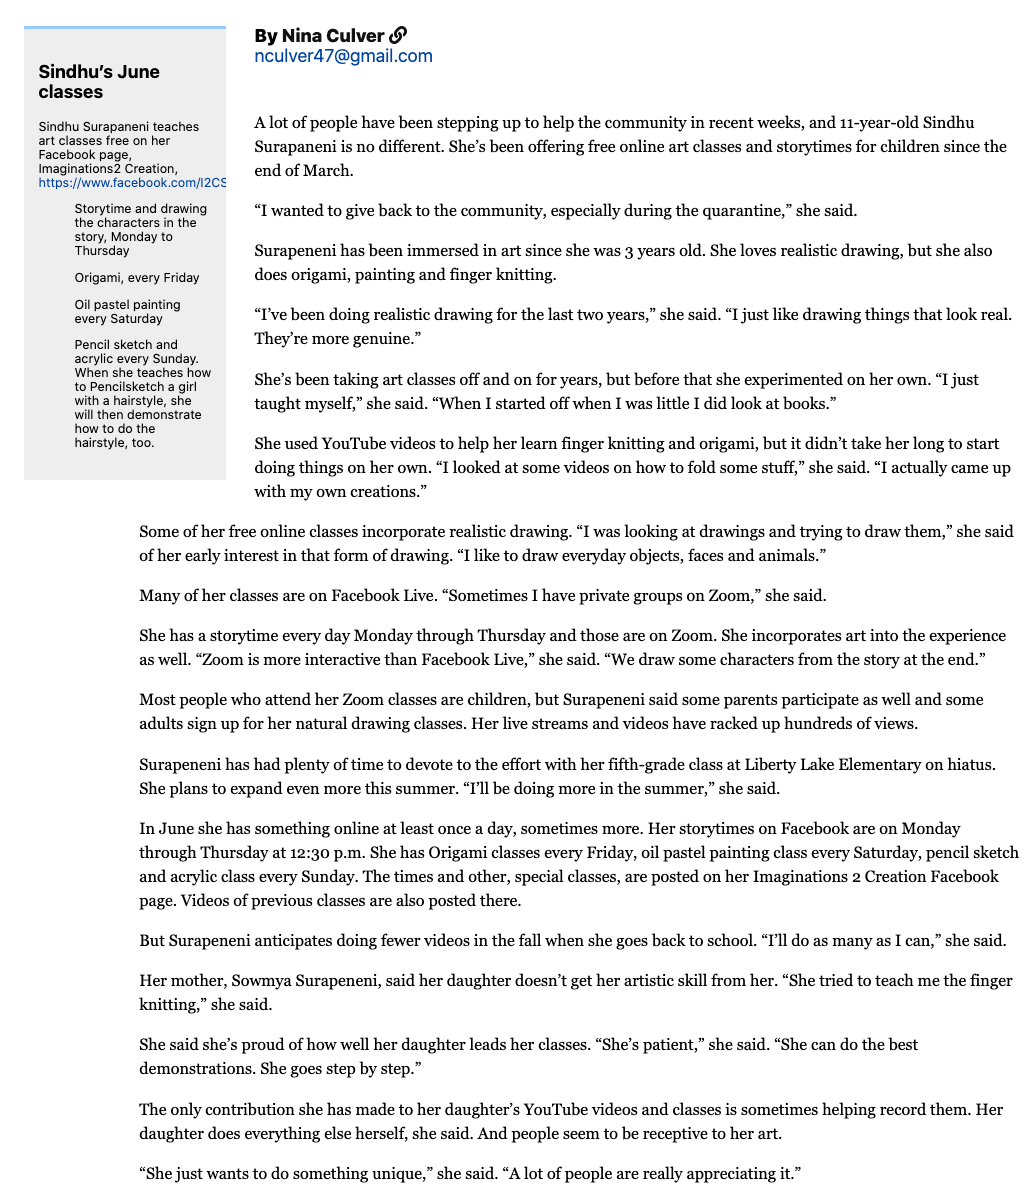 By Nina Culver
nculver47@gmail.com
Sindhu’s June
classes
Sindhu Surapaneni teaches
art classes free on her
Facebook page,
Imaginations2 Creation,
https://www.facebook.com/I2CS
Storytime and drawing
the characters in the
story, Monday to
Thursday
Origami, every Friday
Oil pastel painting
every Saturday
Pencil sketch and
acrylic every Sunday.
When she teaches how
to Pencilsketch a girl
with a hairstyle, she
will then demonstrate
how to do the
hairstyle, too.
A lot of people have been stepping up to help the community in recent weeks, and 11-year-old Sindhu
Surapaneni is no different. She’s been offering free online art classes and storytimes for children since the
end of March.
“I wanted to give back to the community, especially during the quarantine,” she said.
Surapeneni has been immersed in art since she was 3 years old. She loves realistic drawing, but she also
does origami, painting and finger knitting.
“I’ve been doing realistic drawing for the last two years,” she said. “I just like drawing things that look real.
They’re more genuine.”
She’s been taking art classes off and on for years, but before that she experimented on her own. “I just
taught myself,” she said. “When I started off when I was little I did look at books.”
She used YouTube videos to help her learn finger knitting and origami, but it didn’t take her long to start
doing things on her own. “I looked at some videos on how to fold some stuff,” she said. “I actually came up
with my own creations.”
Some of her free online classes incorporate realistic drawing. “I was looking at drawings and trying to draw them,” she said
of her early interest in that form of drawing. “I like to draw everyday objects, faces and animals.”
Many of her classes are on Facebook Live. “Sometimes I have private groups on Zoom,” she said.
She has a storytime every day Monday through Thursday and those are on Zoom. She incorporates art into the experience
as well. “Zoom is more interactive than Facebook Live,” she said. “We draw some characters from the story at the end.”
Most people who attend her Zoom classes are children, but Surapeneni said some parents participate as well and some
adults sign up for her natural drawing classes. Her live streams and videos have racked up hundreds of views.
Surapeneni has had plenty of time to devote to the effort with her fifth-grade class at Liberty Lake Elementary on hiatus.
She plans to expand even more this summer. “I’ll be doing more in the summer,” she said.
In June she has something online at least once a day, sometimes more. Her storytimes on Facebook are on Monday
through Thursday at 12:30 p.m. She has Origami classes every Friday, oil pastel painting class every Saturday, pencil sketch
and acrylic class every Sunday. The times and other, special classes, are posted on her Imaginations 2 Creation Facebook
page. Videos of previous classes are also posted there.
But Surapeneni anticipates doing fewer videos in the fall when she goes back to school. “I’ll do as many as I can,” she said.
Her mother, Sowmya Surapeneni, said her daughter doesn’t get her artistic skill from her. “She tried to teach me the finger
knitting,” she said.
She said she’s proud of how well her daughter leads her classes. “She’s patient,” she said. “She can do the best
demonstrations. She goes step by step.”
The only contribution she has made to her daughter’s YouTube videos and classes is sometimes helping record them. Her
daughter does everything else herself, she said. And people seem to be receptive to her art.
“She just wants to do something unique,” she said. “A lot of people are really appreciating it.”